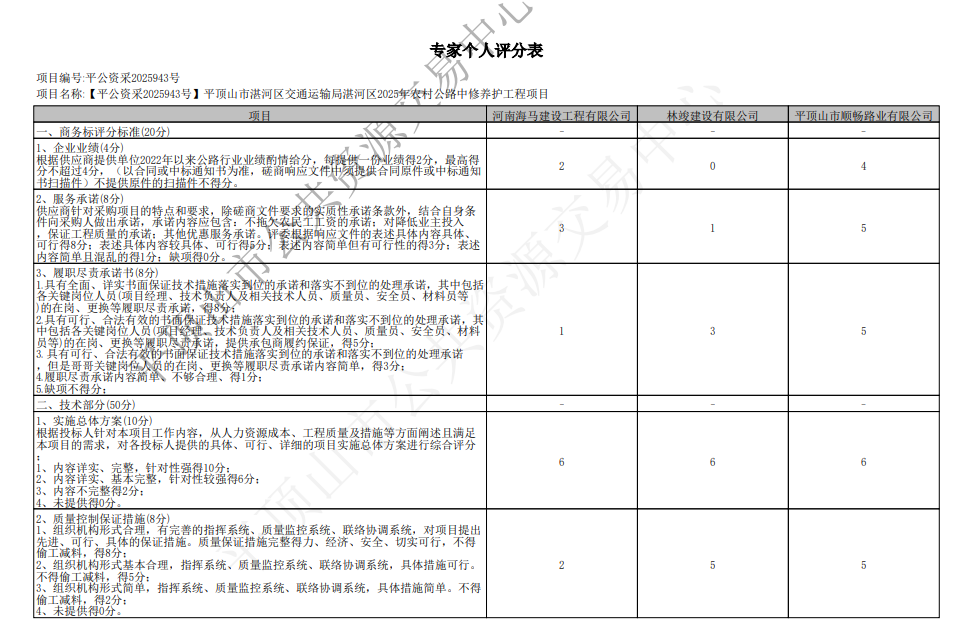 专家个人评分表
项目编号:平公资采2025943号
项目名称:【平公资采2025943号】平顶山市湛河区交通运输局湛河区2025年农村公路中修养护工程项目
项目 河南海马建设工程有限公司 林竣建设有限公司 平顶山市顺畅路业有限公司
一、商务标评分标准(20分) - - -
1、企业业绩(4分)
根据供应商提供单位2022年以来公路行业业绩酌情给分，每提供一份业绩得2分，最高得
分不超过4分，（以合同或中标通知书为准，磋商响应文件中须提供合同原件或中标通知
书扫描件）不提供原件的扫描件不得分。
2 0 4
2、服务承诺(8分)
供应商针对采购项目的特点和要求，除磋商文件要求的实质性承诺条款外，结合自身条
件向采购人做出承诺，承诺内容应包含：不拖欠农民工工资的承诺；对降低业主投入
，保证工程质量的承诺；其他优惠服务承诺。评委根据响应文件的表述具体内容具体、
可行得8分；表述具体内容较具体、可行得5分；表述内容简单但有可行性的得3分；表述
内容简单且混乱的得1分；缺项得0分。
3 1 5
3、履职尽责承诺书(8分)
1.具有全面、详实书面保证技术措施落实到位的承诺和落实不到位的处理承诺，其中包括
各关键岗位人员(项目经理、技术负责人及相关技术人员、质量员、安全员、材料员等
)的在岗、更换等履职尽责承诺，得8分；
2.具有可行、合法有效的书面保证技术措施落实到位的承诺和落实不到位的处理承诺，其
中包括各关键岗位人员(项目经理、技术负责人及相关技术人员、质量员、安全员、材料
员等)的在岗、更换等履职尽责承诺，提供承包商履约保证，得5分；
3.具有可行、合法有效的书面保证技术措施落实到位的承诺和落实不到位的处理承诺
，但是哥哥关键岗位人员的在岗、更换等履职尽责承诺内容简单，得3分；
4.履职尽责承诺内容简单、不够合理、得1分；
5.缺项不得分；
1 3 5
二、技术部分(50分) - - -
1、实施总体方案(10分)
根据投标人针对本项目工作内容，从人力资源成本、工程质量及措施等方面阐述且满足
本项目的需求，对各投标人提供的具体、可行、详细的项目实施总体方案进行综合评分
；
1、内容详实、完整，针对性强得10分；
2、内容详实、基本完整，针对性较强得6分；
3、内容不完整得2分；
4、未提供得0分。
6 6 6
2、质量控制保证措施(8分)
1、组织机构形式合理，有完善的指挥系统、质量监控系统、联络协调系统，对项目提出
先进、可行、具体的保证措施。质量保证措施完整得力、经济、安全、切实可行，不得
偷工减料，得8分；
2、组织机构形式基本合理，指挥系统、质量监控系统、联络协调系统，具体措施可行。
不得偷工减料，得5分；
3、组织机构形式简单，指挥系统、质量监控系统、联络协调系统，具体措施简单。不得
偷工减料，得2分；
4、未提供得0分。
2 5 5
平顶山市公共资源交易中心
平顶山市公共资源交易中心